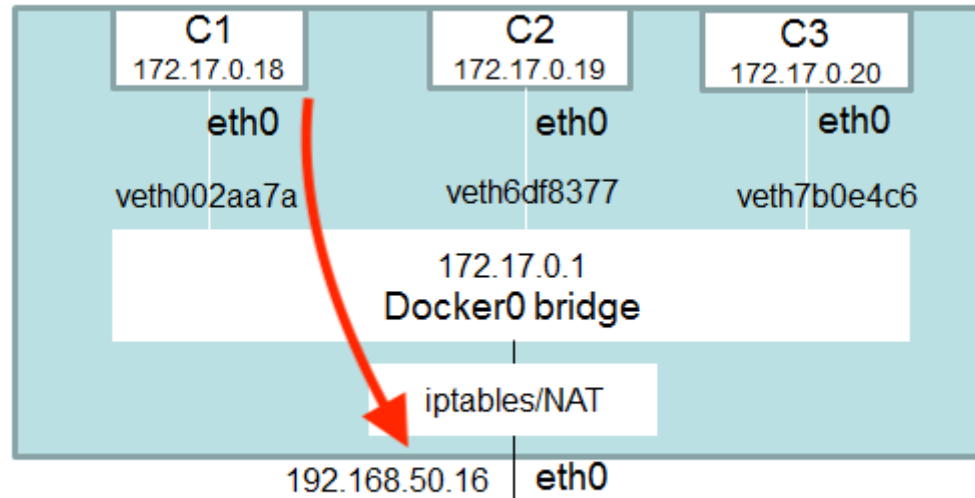 C1
172.17.0.18
C2
172.17.0.19
C3
172.17.0.20
eth0
eth0
eth0
veth002aa7a
veth6df8377
veth7b0e4c6
172.17.0.1
Docker0 bridge
iptables/NAT
192.168.50.16
eth0